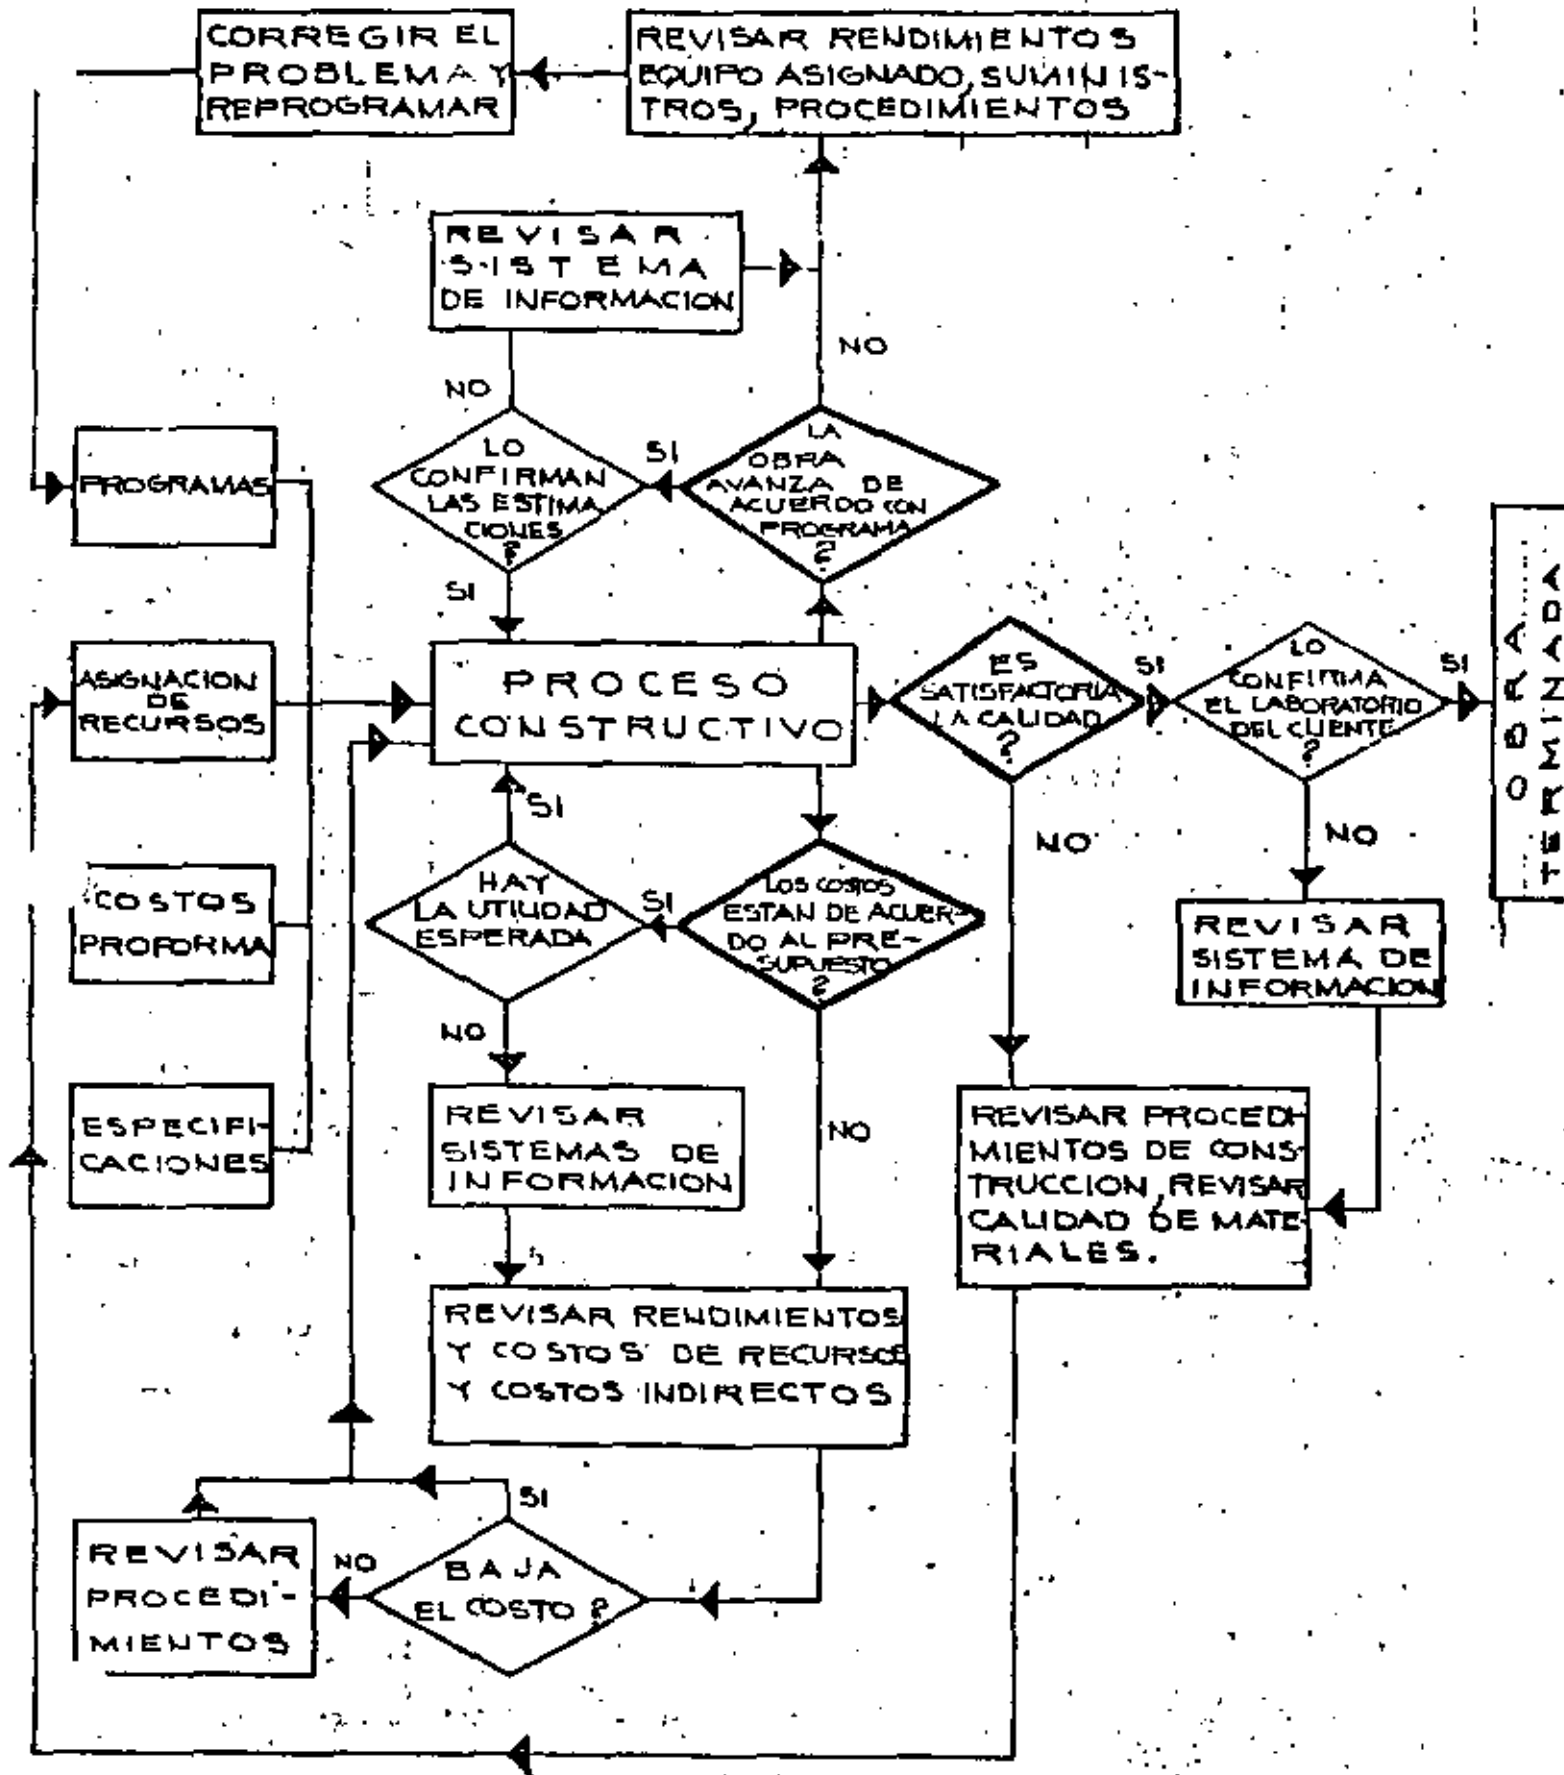 CORREGIR EL
PROBLEMA Y
REPROGRAMAR
REVISAR RENDIMIENTOS
EQUIPO ASIGNADO, SUMINIS-
TROS, PROCEDIMIENTOS
REVISAR
SISTEMA
DE INFORMACION
NO
NO
LO
CONFIRMAN
LAS ESTIMA
CIONES
?
SI
LA
OBRA
AVANZA DE
ACUERDO CON
PROGRAMA
?
PROGRAMAS
SI
ASIGNACION
DE
RECURSOS
PROCESO
CONSTRUCTIVO
ES
SATISFACTORIA
LA CALIDAD
?
SI
LO
CONFIRMA
EL LABORATORIO
DEL CLIENTE
?
SI
OBRA
TERMINADA
SI
NO
NO
COSTOS
PROFORMA
HAY
LA UTILIDAD
ESPERADA
SI
LOS COSTOS
ESTAN DE ACUER-
DO AL PRE-
SUPUESTO
?
REVISAR
SISTEMA DE
INFORMACION
NO
NO
ESPECIFI-
CACIONES
REVISAR
SISTEMAS DE
INFORMACION
REVISAR PROCEDI-
MIENTOS DE CONS-
TRUCCION, REVISAR
CALIDAD DE MATE-
RIALES.
REVISAR RENDIMIENTOS
Y COSTOS DE RECURSOS
Y COSTOS INDIRECTOS
SI
REVISAR
PROCEDI-
MIENTOS
NO
BAJA
EL COSTO ?